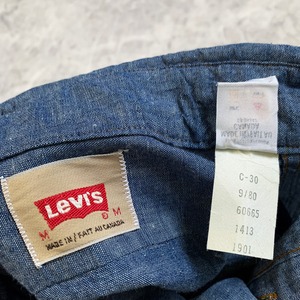 Levi's
M M
MADE IN / FAIT AU CANADA
C-30
9/80
60665
1413
1901